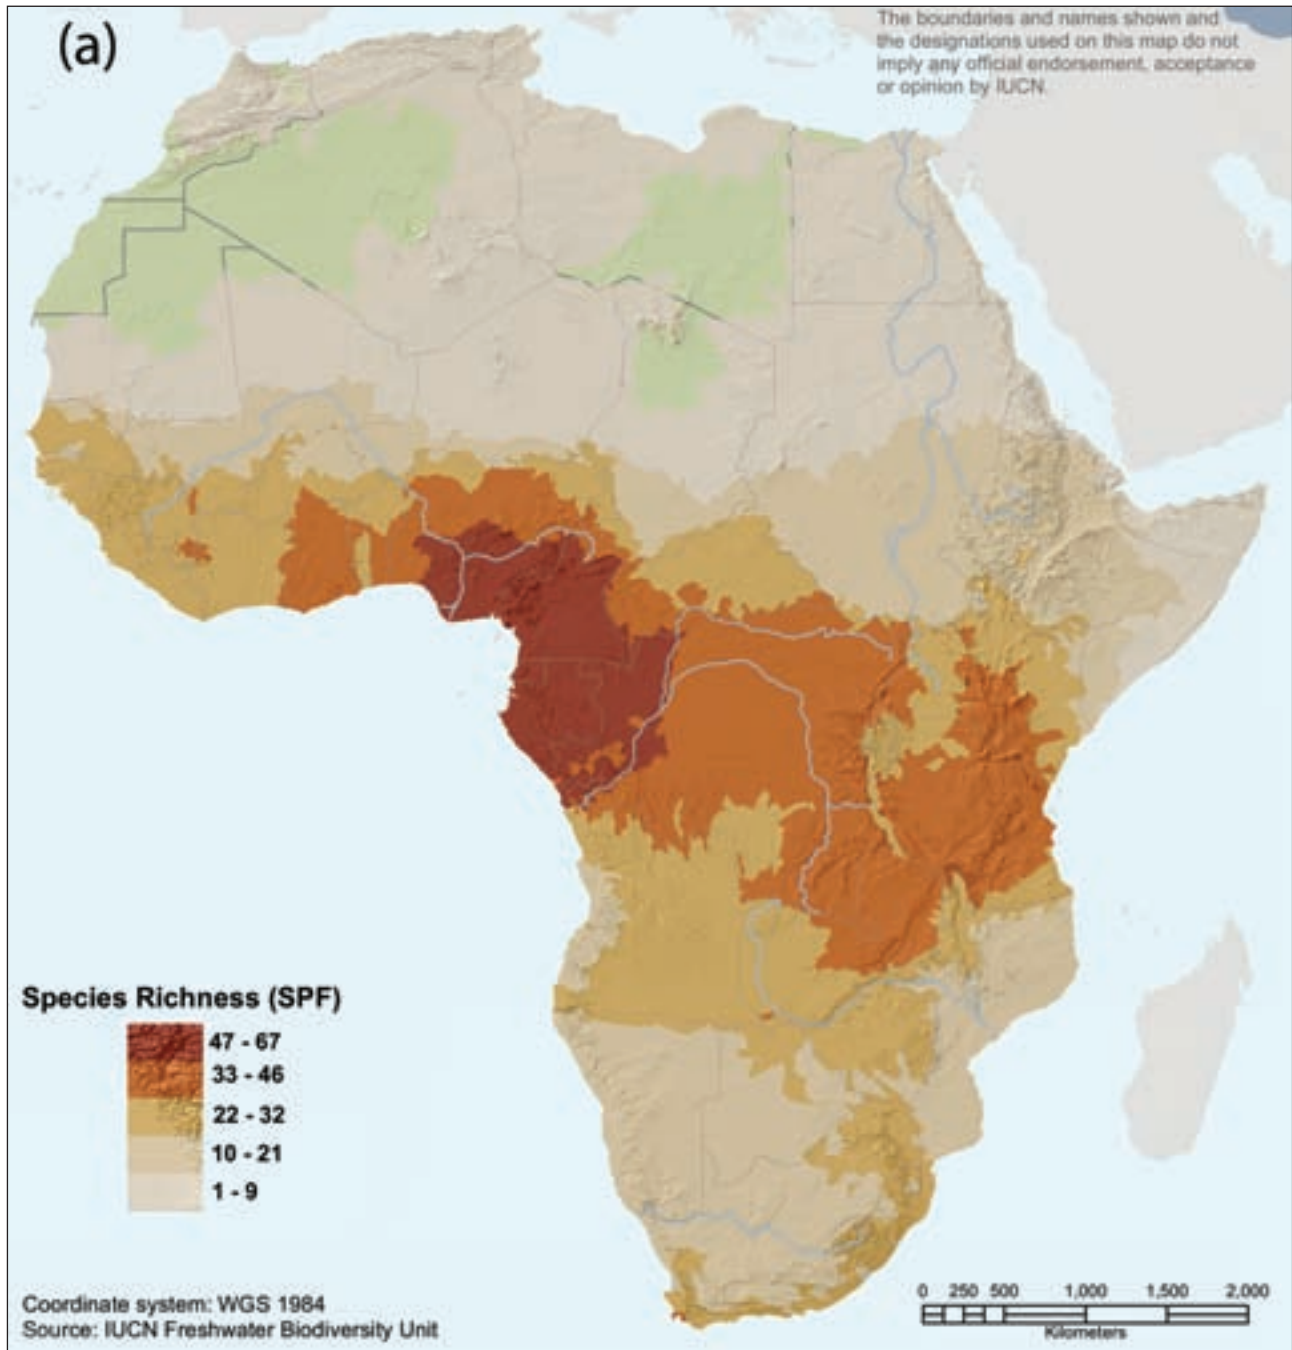 (a)
The boundaries and names shown and
the designations used on this map do not
imply any official endorsement, acceptance
or opinion by IUCN.
Species Richness (SPF)
47 - 67
33 - 46
22 - 32
10 - 21
1 - 9
Coordinate system: WGS 1984
Source: IUCN Freshwater Biodiversity Unit
0 250 500 1,000 1,500 2,000
Kilometers